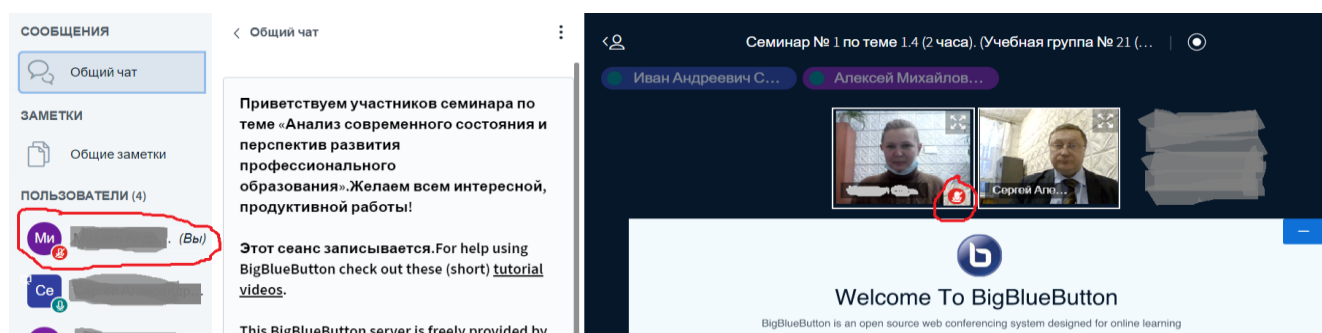 СООБЩЕНИЯ
Общий чат
ЗАМЕТКИ
Общие заметки
ПОЛЬЗОВАТЕЛИ (4)
Ми
(Вы)
Се
Общий чат
Приветствуем участников семинара по
теме «Анализ современного состояния и
перспектив развития
профессионального
образования».Желаем всем интересной,
продуктивной работы!
Этот сеанс записывается.For help using
BigBlueButton check out these (short) tutorial
videos.
This BigBlueButton server is freely provided by
Семинар № 1 по теме 1.4 (2 часа). (Учебная группа № 21 (…
Иван Андреевич С…
Алексей Михайлов…
Сергей Але…
Welcome To BigBlueButton
BigBlueButton is an open source web conferencing system designed for online learning